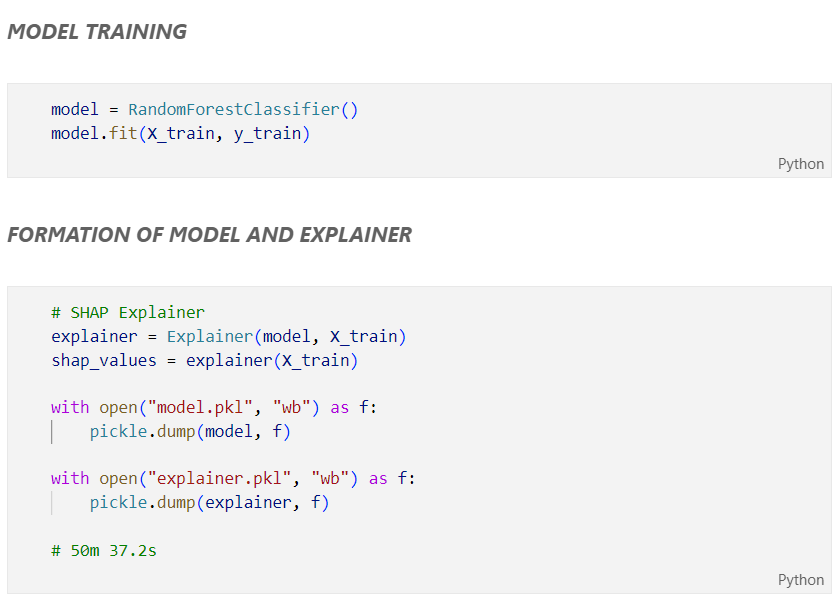 MODEL TRAINING
model = RandomForestClassifier()
model.fit(X_train, y_train)
Python
FORMATION OF MODEL AND EXPLAINER
# SHAP Explainer
explainer = Explainer(model, X_train)
shap_values = explainer(X_train)
with open("model.pkl", "wb") as f:
    pickle.dump(model, f)
with open("explainer.pkl", "wb") as f:
    pickle.dump(explainer, f)
# 50m 37.2s
Python